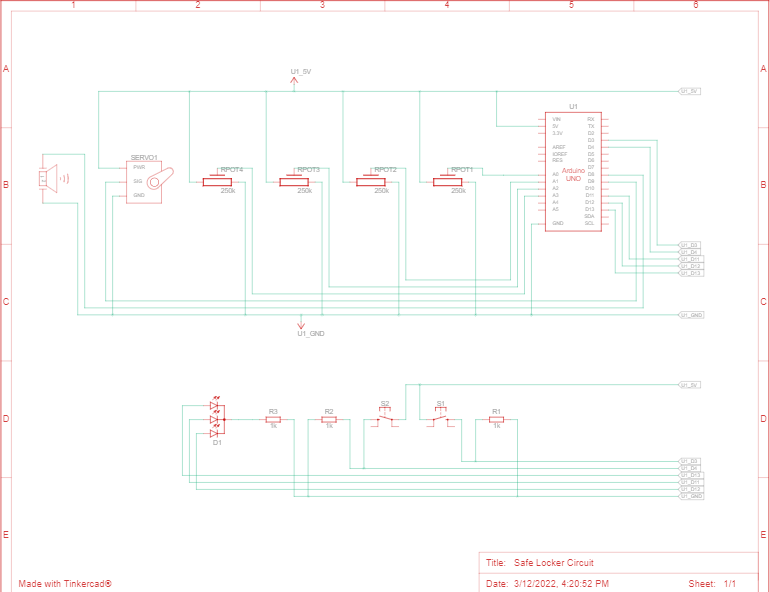 1 2 3 4 5 6
A A
U1_5V
U1_5V
U1
VIN RX
5V TX
3.3V D2
D3
AREF D4
IOREF D5
RES D6
D7
A0 D8
A1 D9
A2 D10
A3 D11
A4 D12
A5 D13
SDA
GND SCL
Arduino
UNO
SERVO1
PWR
SIG
GND
RPOT4 RPOT3 RPOT2 RPOT1
250k 250k 250k 250k
B B
U1_D3
U1_D4
U1_D11
U1_D12
U1_D13
C C
U1_GND
U1_GND
U1_5V
S2 S1
R3 R2 R1
1k 1k 1k
D D
D1
U1_D3
U1_D4
U1_D13
U1_D11
U1_D12
U1_GND
E E
Title: Safe Locker Circuit
Made with Tinkercad®
Date: 3/12/2022, 4:20:52 PM Sheet: 1/1